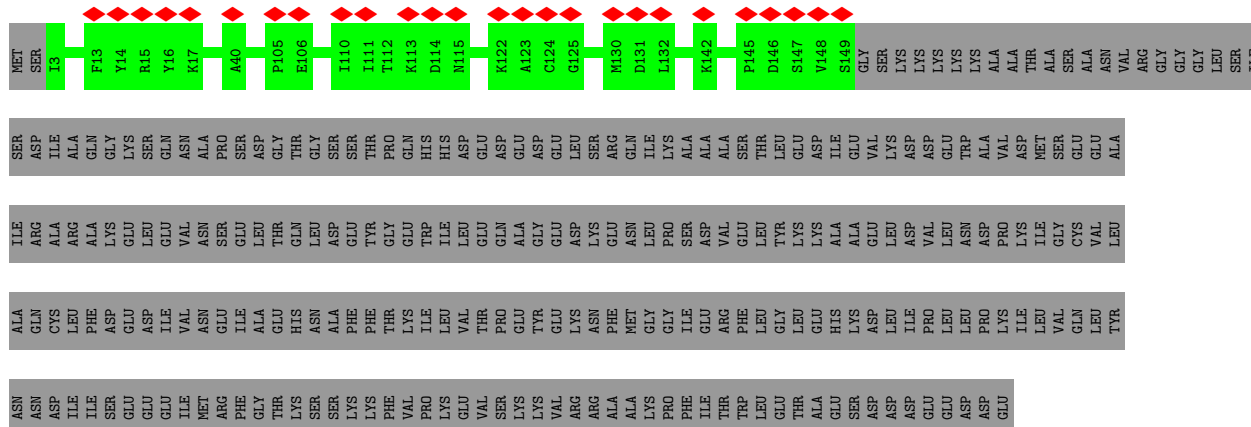 MET SER I3 F13 Y14 R15 Y16 K17 A40 P105 E106 I110 I111 T112 K113 D114 N115 K122 A123 C124 G125 M130 D131 L132 K142 P145 D146 S147 V148 S149 GLY SER LYS LYS LYS LYS LYS ALA ALA THR ALA SER ALA ASN VAL ARG GLY GLY GLY LEU SER
SER ASP ILE ALA GLN GLY LYS SER GLN ASN ALA PRO SER ASP GLY THR GLY SER SER THR PRO GLN HIS HIS ASP GLU ASP GLU ASP GLU LEU SER ARG GLN ILE LYS ALA ALA ALA SER THR LEU GLU ASP ILE GLU VAL LYS ASP ASP GLU TRP ALA VAL ASP MET SER GLU GLU ALA
ILE ARG ALA ARG ALA LYS GLU LEU GLU VAL ASN SER GLU LEU THR GLN LEU ASP GLU TYR GLY GLU TRP ILE LEU GLU GLN ALA GLY GLU ASP LYS GLU ASN LEU PRO SER ASP VAL GLU LEU TYR LYS LYS ALA ALA GLU LEU ASP VAL LEU ASN ASP PRO LYS ILE GLY CYS VAL LEU
ALA GLN CYS LEU PHE ASP GLU ASP ILE VAL ASN GLU ILE ALA GLU HIS ASN ALA PHE PHE THR LYS ILE LEU VAL THR PRO GLU TYR GLU LYS ASN PHE MET GLY GLY ILE GLU ARG PHE LEU GLY LEU GLU HIS LYS ASP LEU ILE PRO LEU LEU PRO LYS ILE LEU VAL GLN LEU TYR
ASN ASN ASP ILE ILE SER GLU GLU GLU ILE MET ARG PHE GLY THR LYS SER SER LYS LYS PHE VAL PRO LYS GLU VAL SER LYS LYS VAL ARG ARG ALA ALA LYS PRO PHE ILE THR TRP LEU GLU THR ALA GLU SER ASP ASP ASP GLU GLU ASP ASP GLU